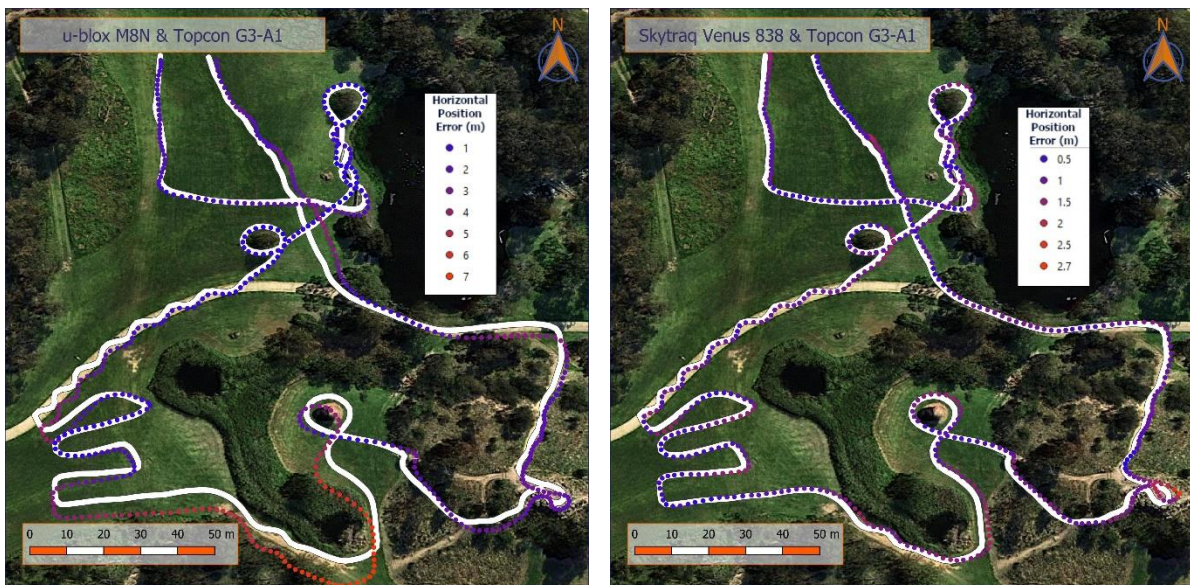 u-blox M8N & Topcon G3-A1
N
Horizontal
Position
Error (m)
1
2
3
4
5
6
7
0 10 20 30 40 50 m
Skytraq Venus 838 & Topcon G3-A1
N
Horizontal
Position
Error (m)
0.5
1
1.5
2
2.5
2.7
0 10 20 30 40 50 m